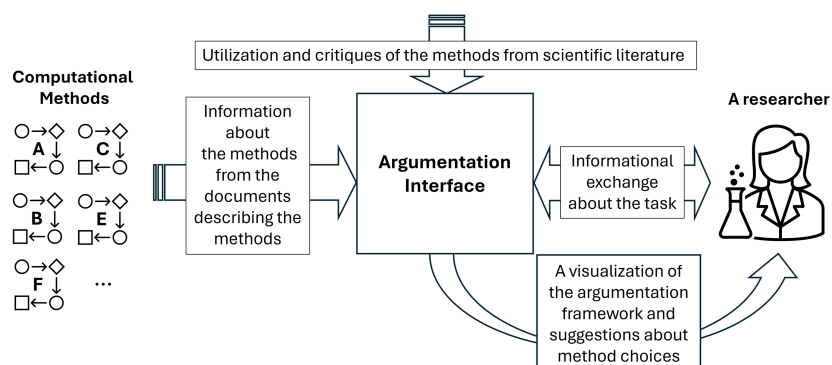 Utilization and critiques of the methods from scientific literature
Computational
Methods
A
C
B
E
F
...
Information
about
the methods
from the
documents
describing the
methods
Argumentation
Interface
Informational
exchange
about the task
A researcher
A visualization of
the argumentation
framework and
suggestions about
method choices